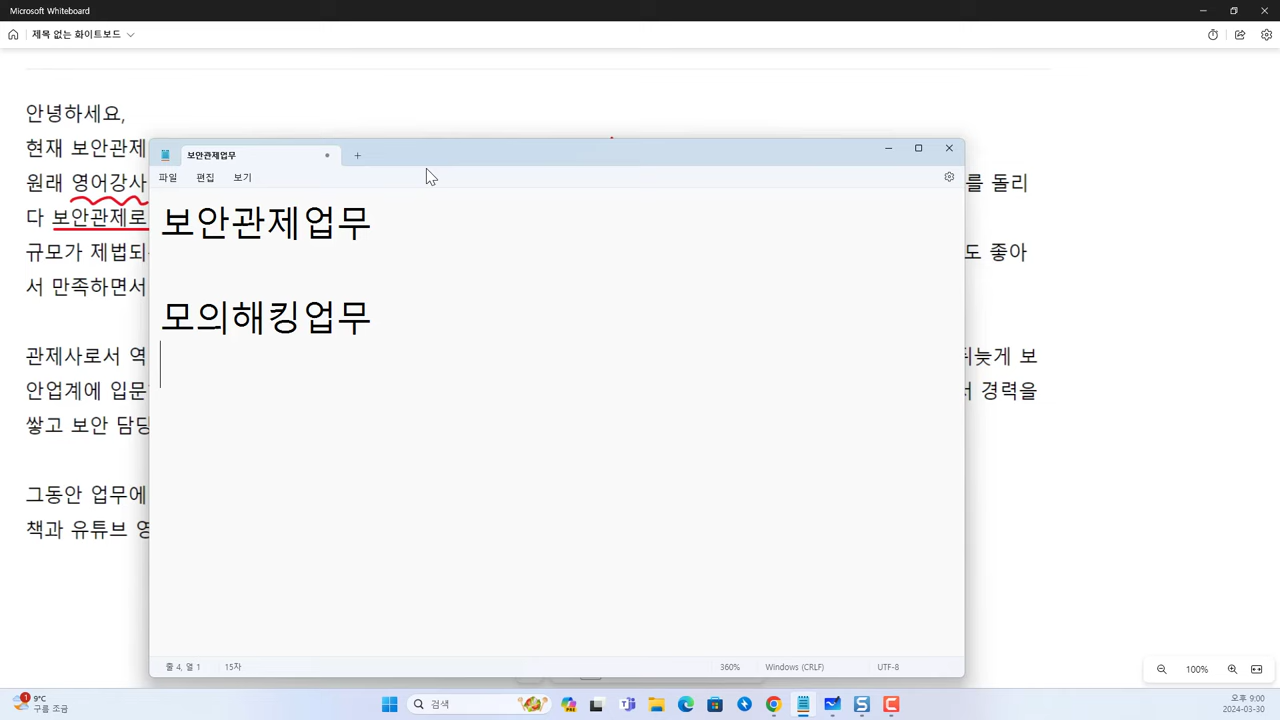 Microsoft Whiteboard
제목 없는 화이트보드
안녕하세요,
현재 보안관제
원래 영어강사
를 돌리
다 보안관제로
규모가 제법되
도 좋아
서 만족하면서
관제사로서 역
뒤늦게 보
안업계에 입문
서 경력을
쌓고 보안 담당
그동안 업무에
책과 유튜브 영
보안관제업무
파일 편집 보기
보안관제업무
모의해킹업무
줄 4, 열 1 15자 360% Windows (CRLF) UTF-8
100%
1
9°C
구름 조금
검색
오후 9:00
2024-03-30